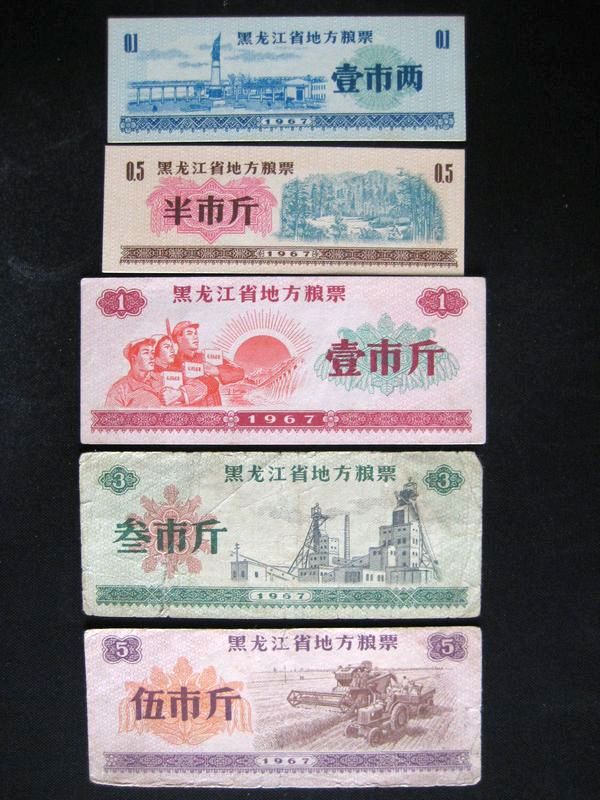 0.1 黑龙江省地方粮票 0.1
壹市两
1967
0.5 黑龙江省地方粮票 0.5
半市斤
1967
1 黑龙江省地方粮票 1
壹市斤
1967
3 黑龙江省地方粮票 3
叁市斤
1967
5 黑龙江省地方粮票 5
伍市斤
1967